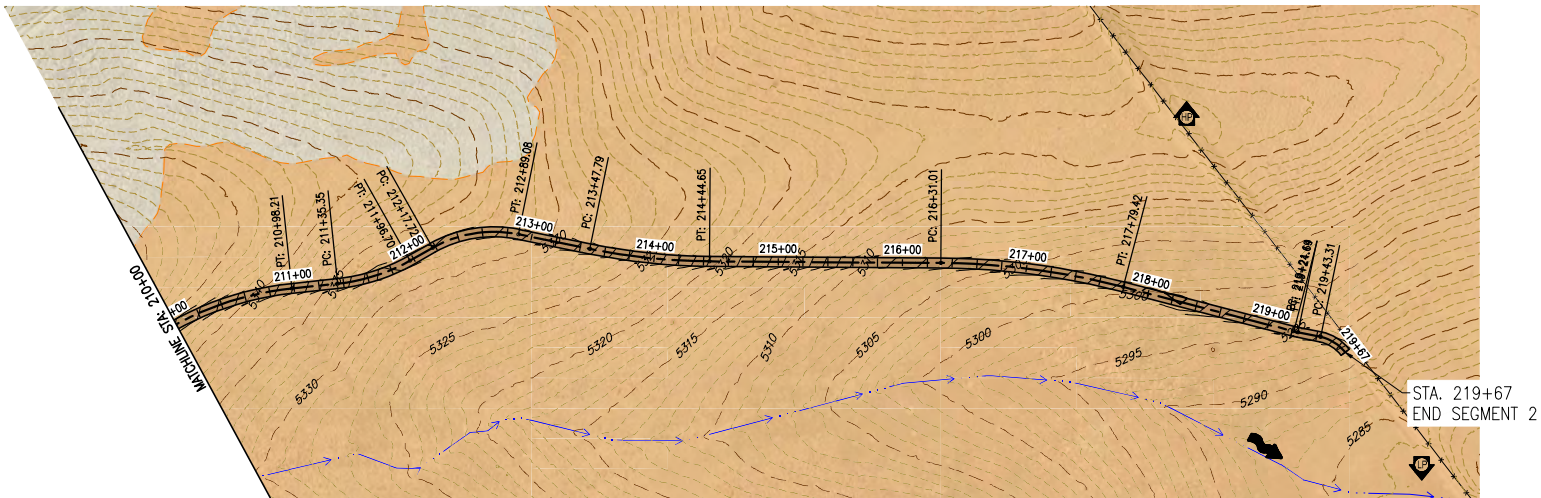 HP
PT: 212+89.08
PC: 213+47.79
PT: 214+44.65
PC: 216+31.01
PC: 212+17.72
PT: 211+96.70
PC: 211+35.35
PT: 210+98.21
PT: 217+79.42
PC: 219+43.31
MATCHLINE STA: 210+00
+00
211+00
212+00
213+00
214+00
215+00
216+00
217+00
218+00
219+00
219+67
5325
5320
5315
5310
5305
5300
5295
5330
5290
5285
STA. 219+67
END SEGMENT 2
LP